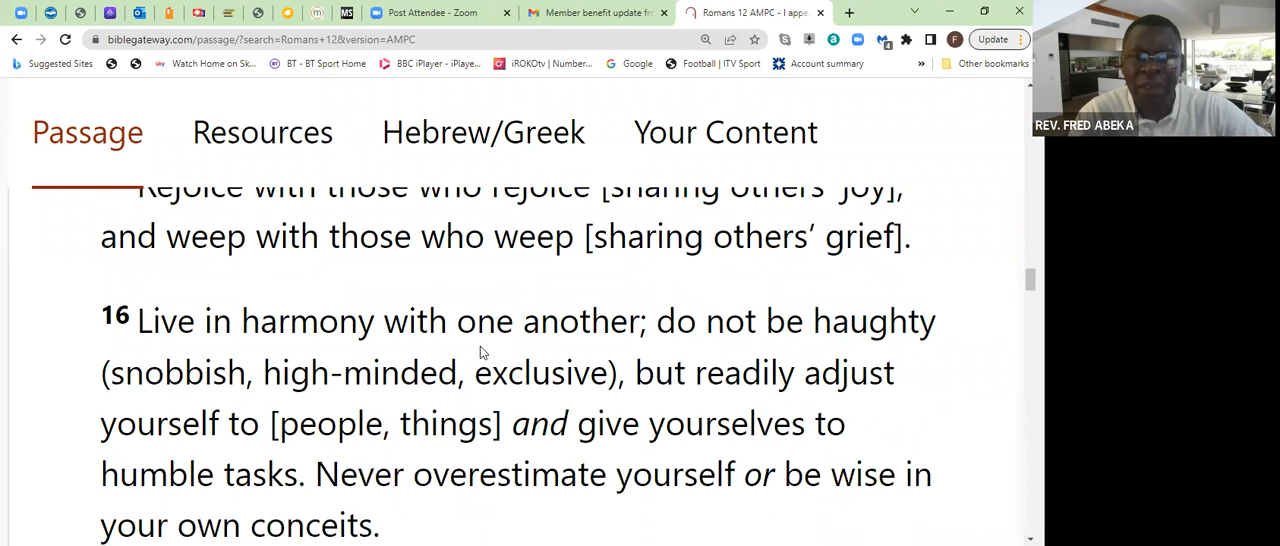 Post Attendee - Zoom
Member benefit update fro
Romans 12 AMPC - I appe
biblegateway.com/passage/?search=Romans+12&version=AMPC
4
F
Update
Suggested Sites
Watch Home on Sk...
BT - BT Sport Home
BBC iPlayer - iPlaye...
iROKOtv | Number...
Google
Football | ITV Sport
Account summary
»
Other bookmarks
REV. FRED ABEKA
Passage
Resources
Hebrew/Greek
Your Content
Rejoice with those who rejoice [sharing others’ joy],
and weep with those who weep [sharing others’ grief].
16 Live in harmony with one another; do not be haughty
(snobbish, high-minded, exclusive), but readily adjust
yourself to [people, things] and give yourselves to
humble tasks. Never overestimate yourself or be wise in
your own conceits.